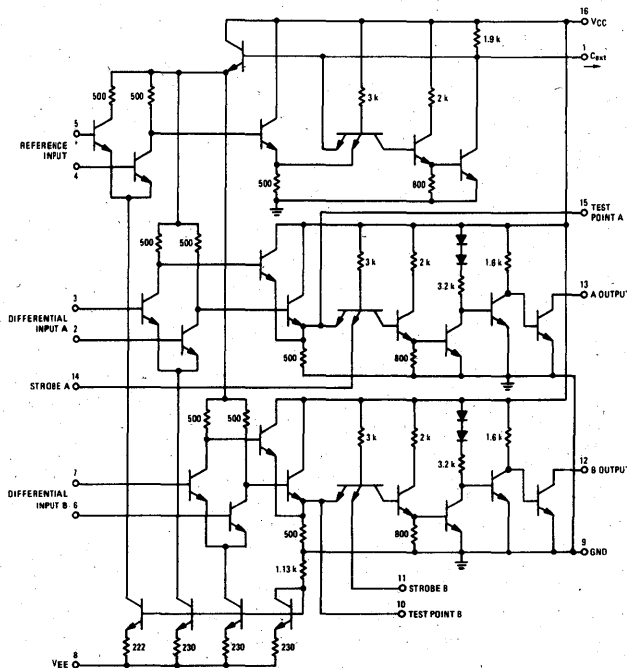 16
VCC
1.9 k
1
Cext
500
500
3 k
2 k
5
REFERENCE
INPUT
4
500
800
15
TEST
POINT A
500
500
3 k
2 k
1.6 k
3.2 k
13
A OUTPUT
3
DIFFERENTIAL
INPUT A
2
500
800
14
STROBE A
500
500
3 k
2 k
1.6 k
3.2 k
12
B OUTPUT
7
DIFFERENTIAL
INPUT B
6
500
800
9
GND
1.13 k
11
STROBE B
10
TEST POINT B
8
VEE
222
230
230
230